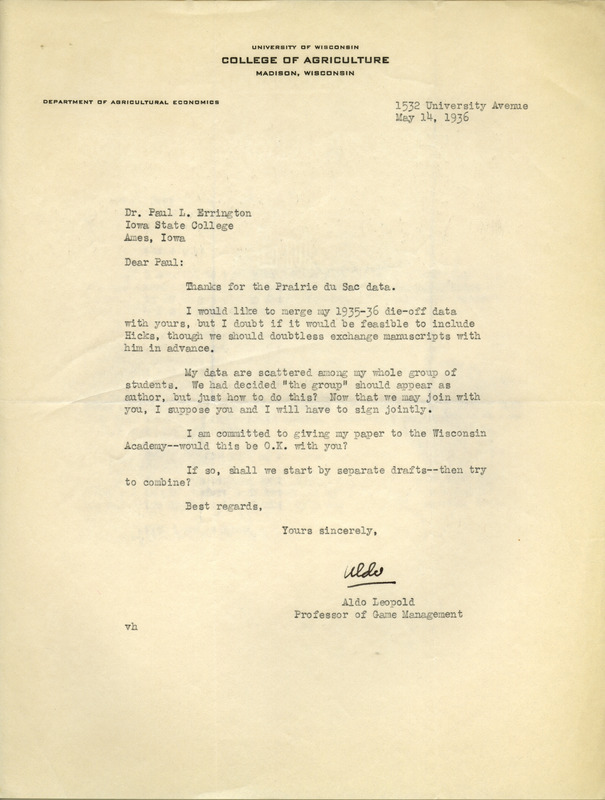 UNIVERSITY OF WISCONSIN
COLLEGE OF AGRICULTURE
MADISON, WISCONSIN
DEPARTMENT OF AGRICULTURAL ECONOMICS
1532 University Avenue
May 14, 1936
Dr. Paul L. Errington
Iowa State College
Ames, Iowa
Dear Paul:
Thanks for the Prairie du Sac data.
I would like to merge my 1935-36 die-off data
with yours, but I doubt if it would be feasible to include
Hicks, though we should doubtless exchange manuscripts with
him in advance.
My data are scattered among my whole group of
students. We had decided "the group" should appear as
author, but just how to do this? Now that we may join with
you, I suppose you and I will have to sign jointly.
I am committed to giving my paper to the Wisconsin
Academy--would this be O.K. with you?
If so, shall we start by separate drafts--then try
to combine?
Best regards,
Yours sincerely,
Aldo
Aldo Leopold
Professor of Game Management
vh